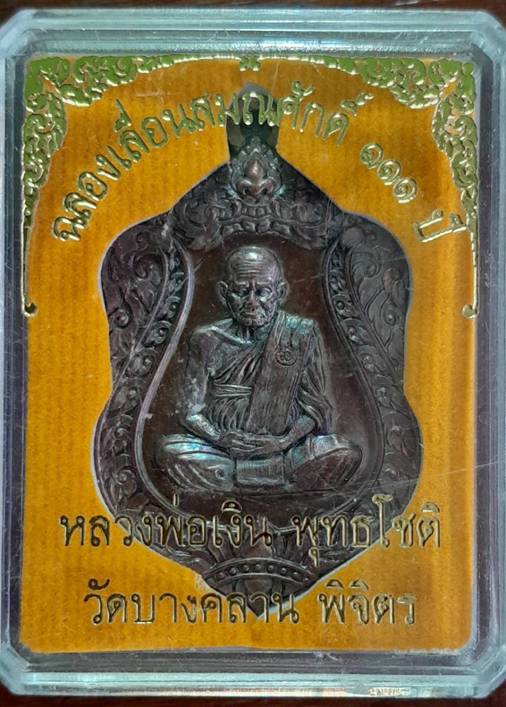 ฉลองเลื่อนสมณศักดิ์ ๑๑๑ ปี
หลวงพ่อเงิน พุทธโชติ
วัดบางคลาน พิจิตร